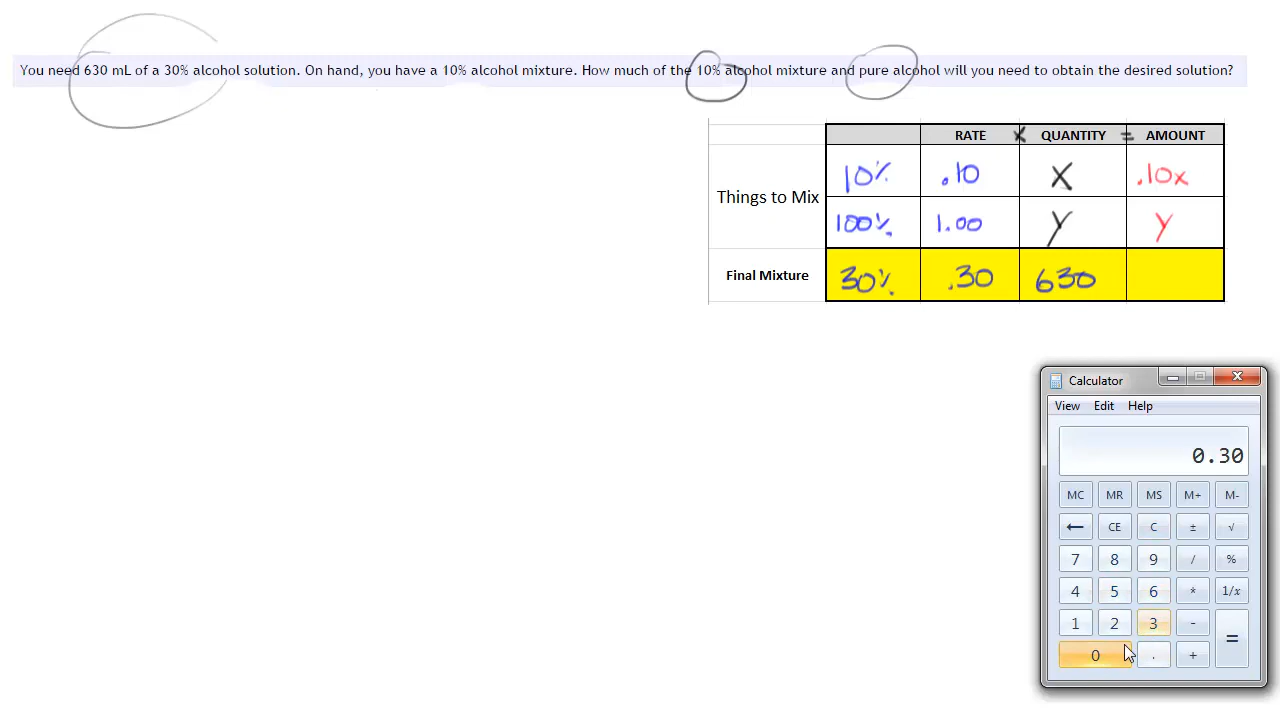 You need 630 mL of a 30% alcohol solution. On hand, you have a 10% alcohol mixture. How much of the 10% alcohol mixture and pure alcohol will you need to obtain the desired solution?
RATE x QUANTITY = AMOUNT
Things to Mix
10% .10 X .10x
100% 1.00 y y
Final Mixture 30% .30 630
Calculator
View Edit Help
0.30
MC MR MS M+ M-
← CE C ± √
7 8 9 / %
4 5 6 * 1/x
1 2 3 - =
0 . +